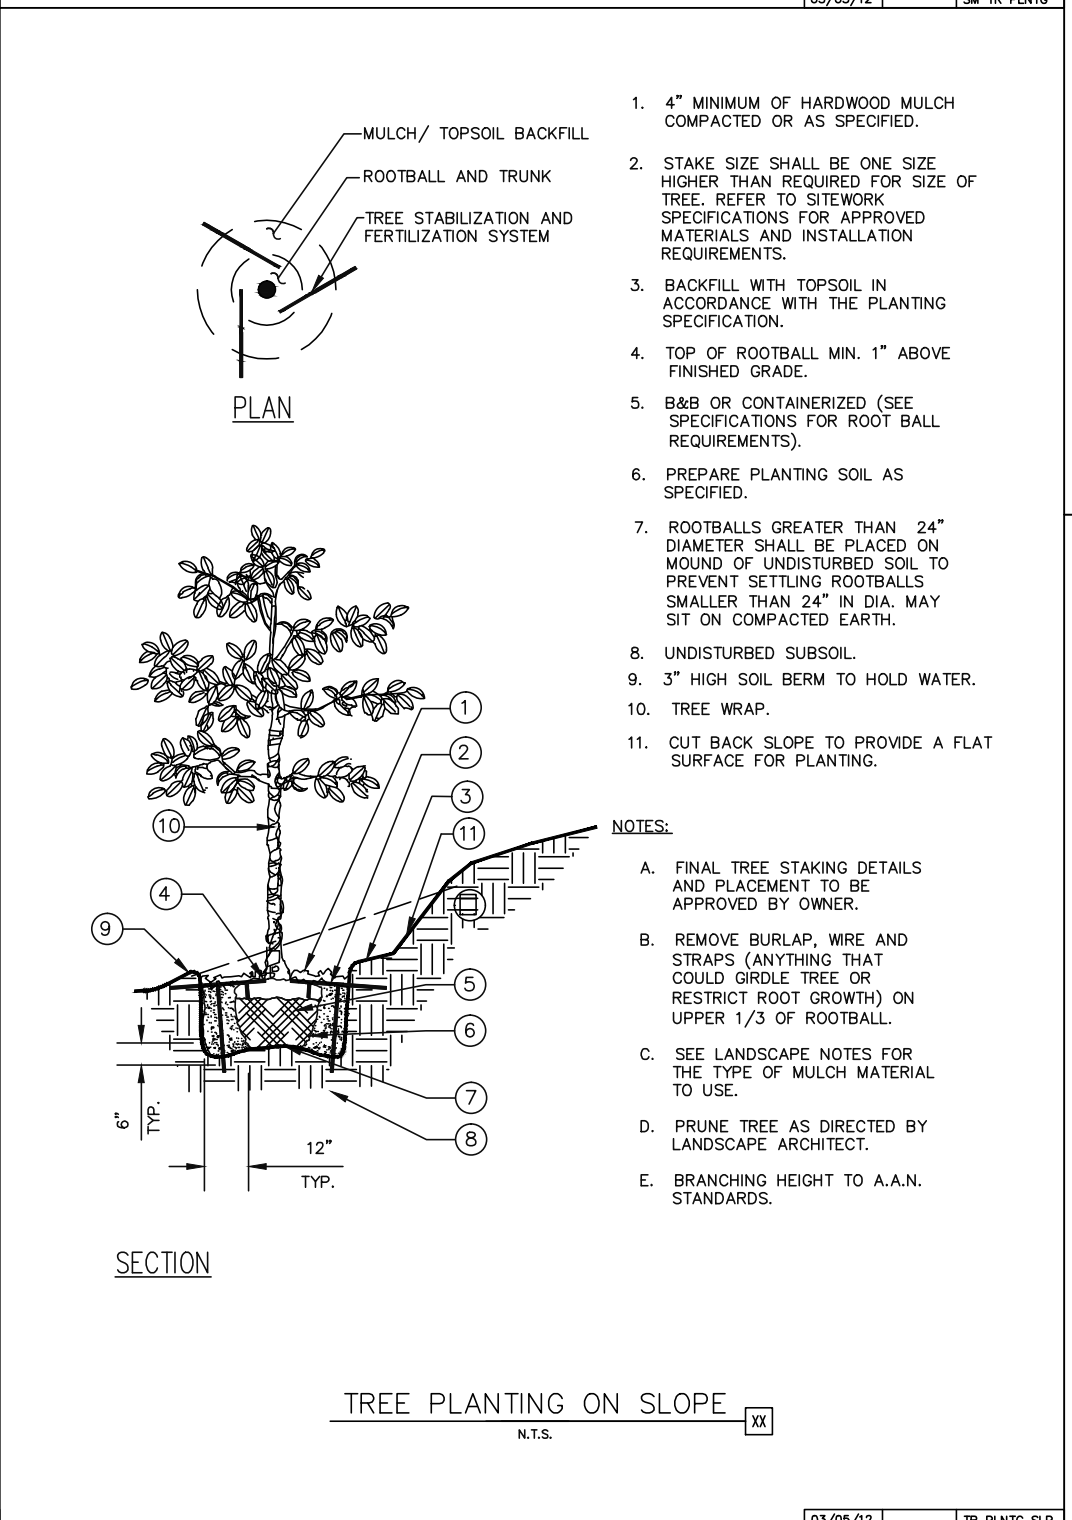 03/05/12 SM TR PLNTG
MULCH/ TOPSOIL BACKFILL
ROOTBALL AND TRUNK
TREE STABILIZATION AND
FERTILIZATION SYSTEM
PLAN
1. 4" MINIMUM OF HARDWOOD MULCH
COMPACTED OR AS SPECIFIED.
2. STAKE SIZE SHALL BE ONE SIZE
HIGHER THAN REQUIRED FOR SIZE OF
TREE. REFER TO SITEWORK
SPECIFICATIONS FOR APPROVED
MATERIALS AND INSTALLATION
REQUIREMENTS.
3. BACKFILL WITH TOPSOIL IN
ACCORDANCE WITH THE PLANTING
SPECIFICATION.
4. TOP OF ROOTBALL MIN. 1" ABOVE
FINISHED GRADE.
5. B&B OR CONTAINERIZED (SEE
SPECIFICATIONS FOR ROOT BALL
REQUIREMENTS).
6. PREPARE PLANTING SOIL AS
SPECIFIED.
7. ROOTBALLS GREATER THAN 24"
DIAMETER SHALL BE PLACED ON
MOUND OF UNDISTURBED SOIL TO
PREVENT SETTLING ROOTBALLS
SMALLER THAN 24" IN DIA. MAY
SIT ON COMPACTED EARTH.
8. UNDISTURBED SUBSOIL.
9. 3" HIGH SOIL BERM TO HOLD WATER.
10. TREE WRAP.
11. CUT BACK SLOPE TO PROVIDE A FLAT
SURFACE FOR PLANTING.
NOTES:
A. FINAL TREE STAKING DETAILS
AND PLACEMENT TO BE
APPROVED BY OWNER.
B. REMOVE BURLAP, WIRE AND
STRAPS (ANYTHING THAT
COULD GIRDLE TREE OR
RESTRICT ROOT GROWTH) ON
UPPER 1/3 OF ROOTBALL.
C. SEE LANDSCAPE NOTES FOR
THE TYPE OF MULCH MATERIAL
TO USE.
D. PRUNE TREE AS DIRECTED BY
LANDSCAPE ARCHITECT.
E. BRANCHING HEIGHT TO A.A.N.
STANDARDS.
1
2
3
10
11
4
9
5
6
7
8
6"
TYP.
12"
TYP.
SECTION
TREE PLANTING ON SLOPE
XX
N.T.S.
03/05/12 TR PLNTG SLP